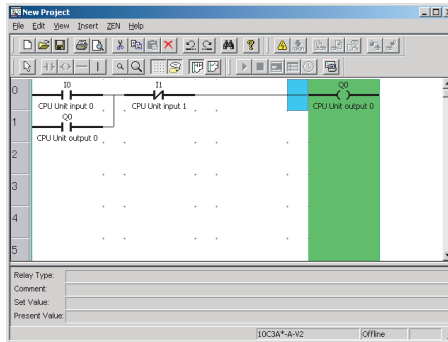 New Project
File Edit View Insert ZEN Help
0
I0
I1
Q0
CPU Unit input 0
CPU Unit input 1
CPU Unit output 0
1
Q0
CPU Unit output 0
2
3
4
5
Relay Type:
Comment:
Set Value:
Present Value:
10C3A*-A-V2
Offline